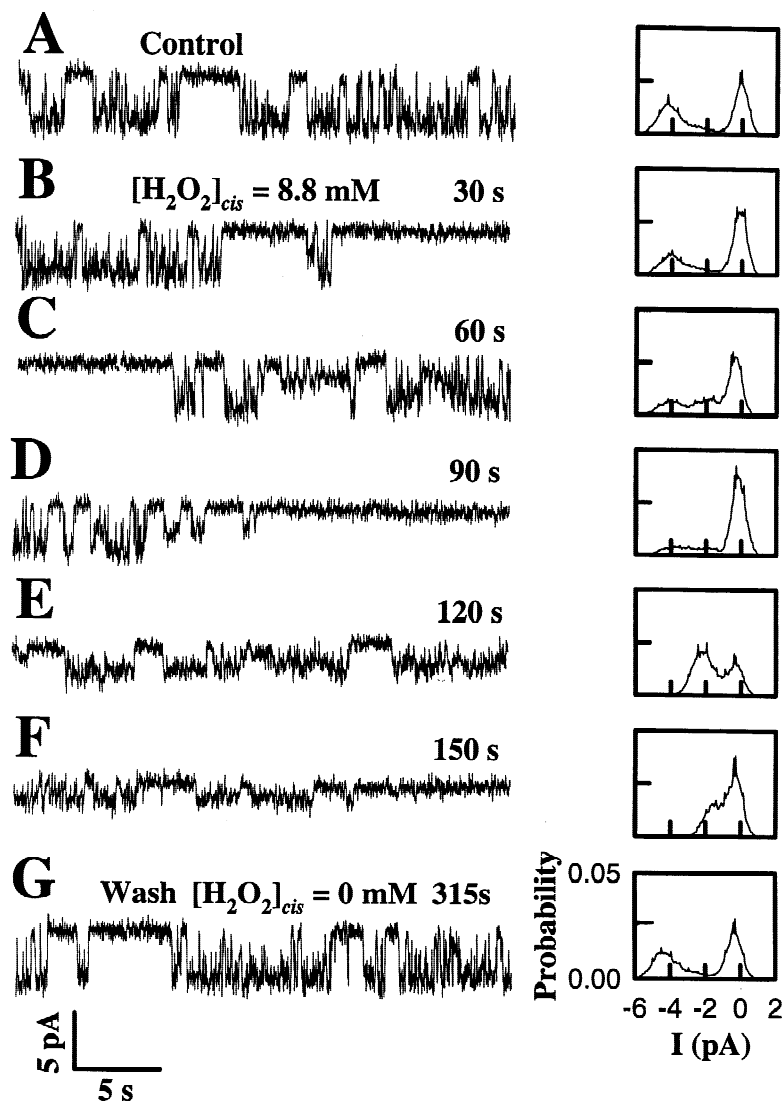 A Control
B [H₂O₂]cis = 8.8 mM 30 s
C 60 s
D 90 s
E 120 s
F 150 s
G Wash [H₂O₂]cis = 0 mM 315s
5 pA
5 s
Probability
0.05
0.00
-6 -4 -2 0 2
I (pA)